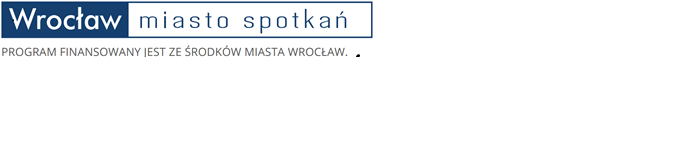 Wrocław miasto spotkań
PROGRAM FINANSOWANY JEST ZE ŚRODKÓW MIASTA WROCŁAW.